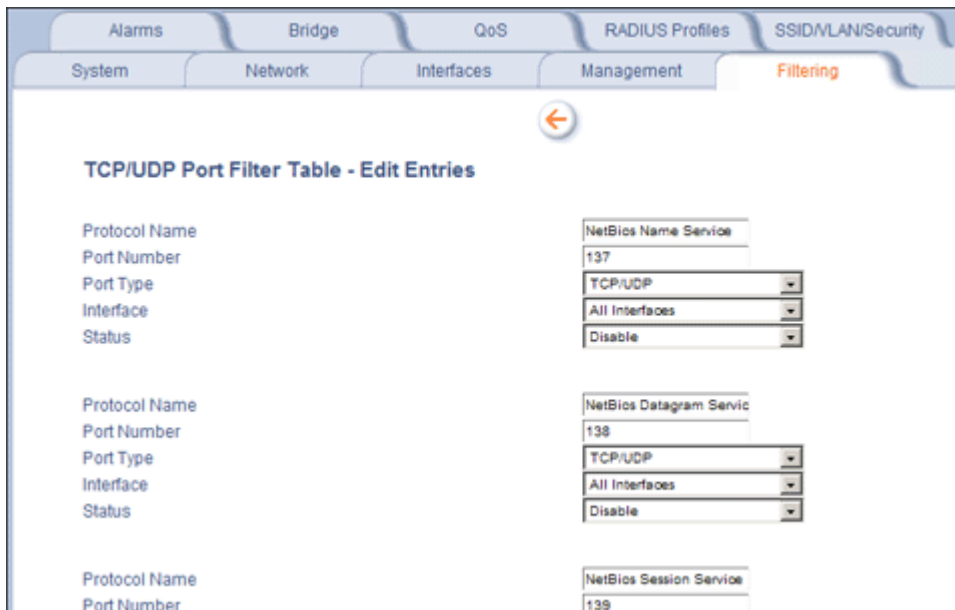 Alarms Bridge QoS RADIUS Profiles SSID/VLAN/Security
System Network Interfaces Management Filtering
TCP/UDP Port Filter Table - Edit Entries
Protocol Name NetBios Name Service
Port Number 137
Port Type TCP/UDP
Interface All Interfaces
Status Disable
Protocol Name NetBios Datagram Servic
Port Number 138
Port Type TCP/UDP
Interface All Interfaces
Status Disable
Protocol Name NetBios Session Service
Port Number 139